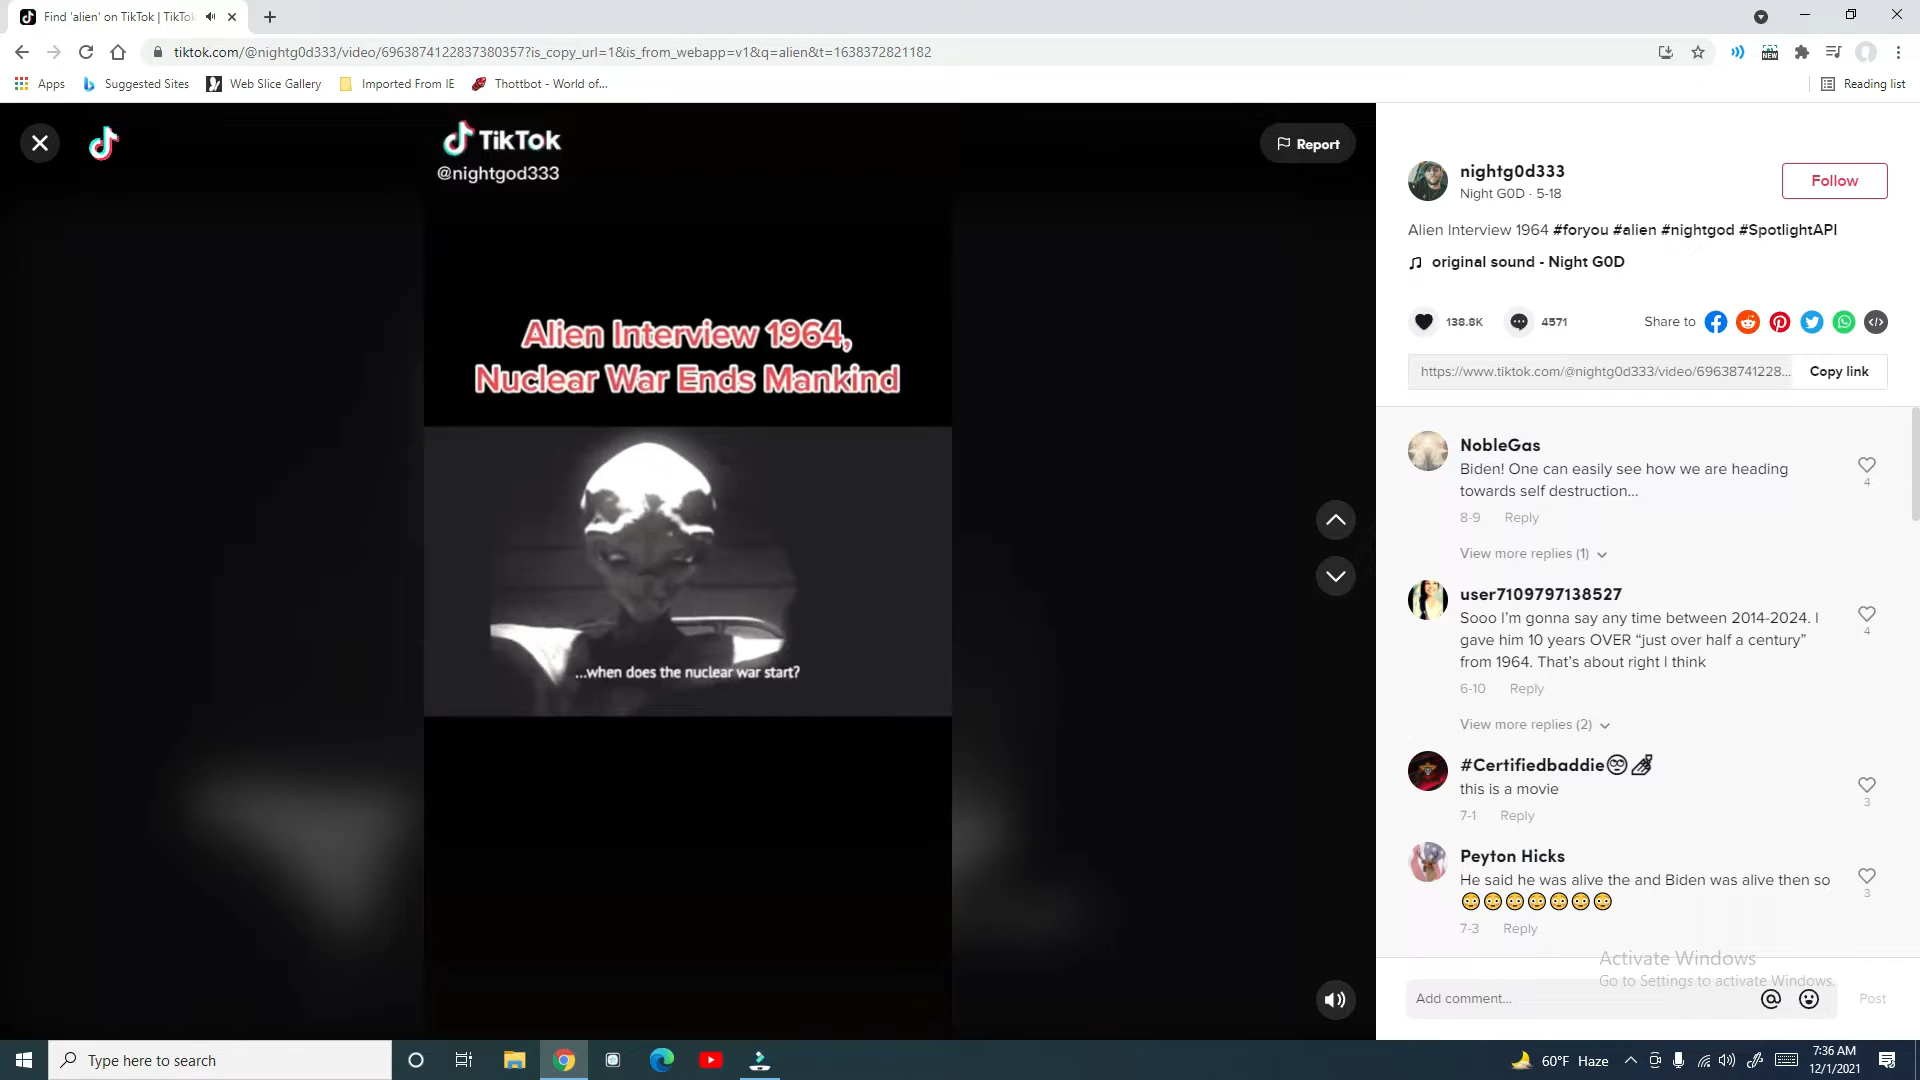 Find 'alien' on TikTok | TikTok
tiktok.com/@nightg0d333/video/6963874122837380357?is_copy_url=1&is_from_webapp=v1&q=alien&t=1638372821182
NEW
Apps
Suggested Sites
Web Slice Gallery
Imported From IE
Thottbot - World of...
Reading list
TikTok
@nightgod333
Report
Alien Interview 1964,
Nuclear War Ends Mankind
...when does the nuclear war start?
nightg0d333
Night G0D · 5-18
Follow
Alien Interview 1964 #foryou #alien #nightgod #SpotlightAPI
original sound - Night G0D
138.8K
4571
Share to
https://www.tiktok.com/@nightg0d333/video/69638741228...
Copy link
NobleGas
Biden! One can easily see how we are heading
towards self destruction...
4
8-9 Reply
View more replies (1)
user7109797138527
Sooo I'm gonna say any time between 2014-2024. I
gave him 10 years OVER “just over half a century”
from 1964. That's about right I think
4
6-10 Reply
View more replies (2)
#Certifiedbaddie😔💅
this is a movie
3
7-1 Reply
Peyton Hicks
He said he was alive the and Biden was alive then so
😳😳😳😳😳😳😳
3
7-3 Reply
Activate Windows
Go to Settings to activate Windows.
Add comment...
Post
Type here to search
60°F Haze
7:36 AM
12/1/2021